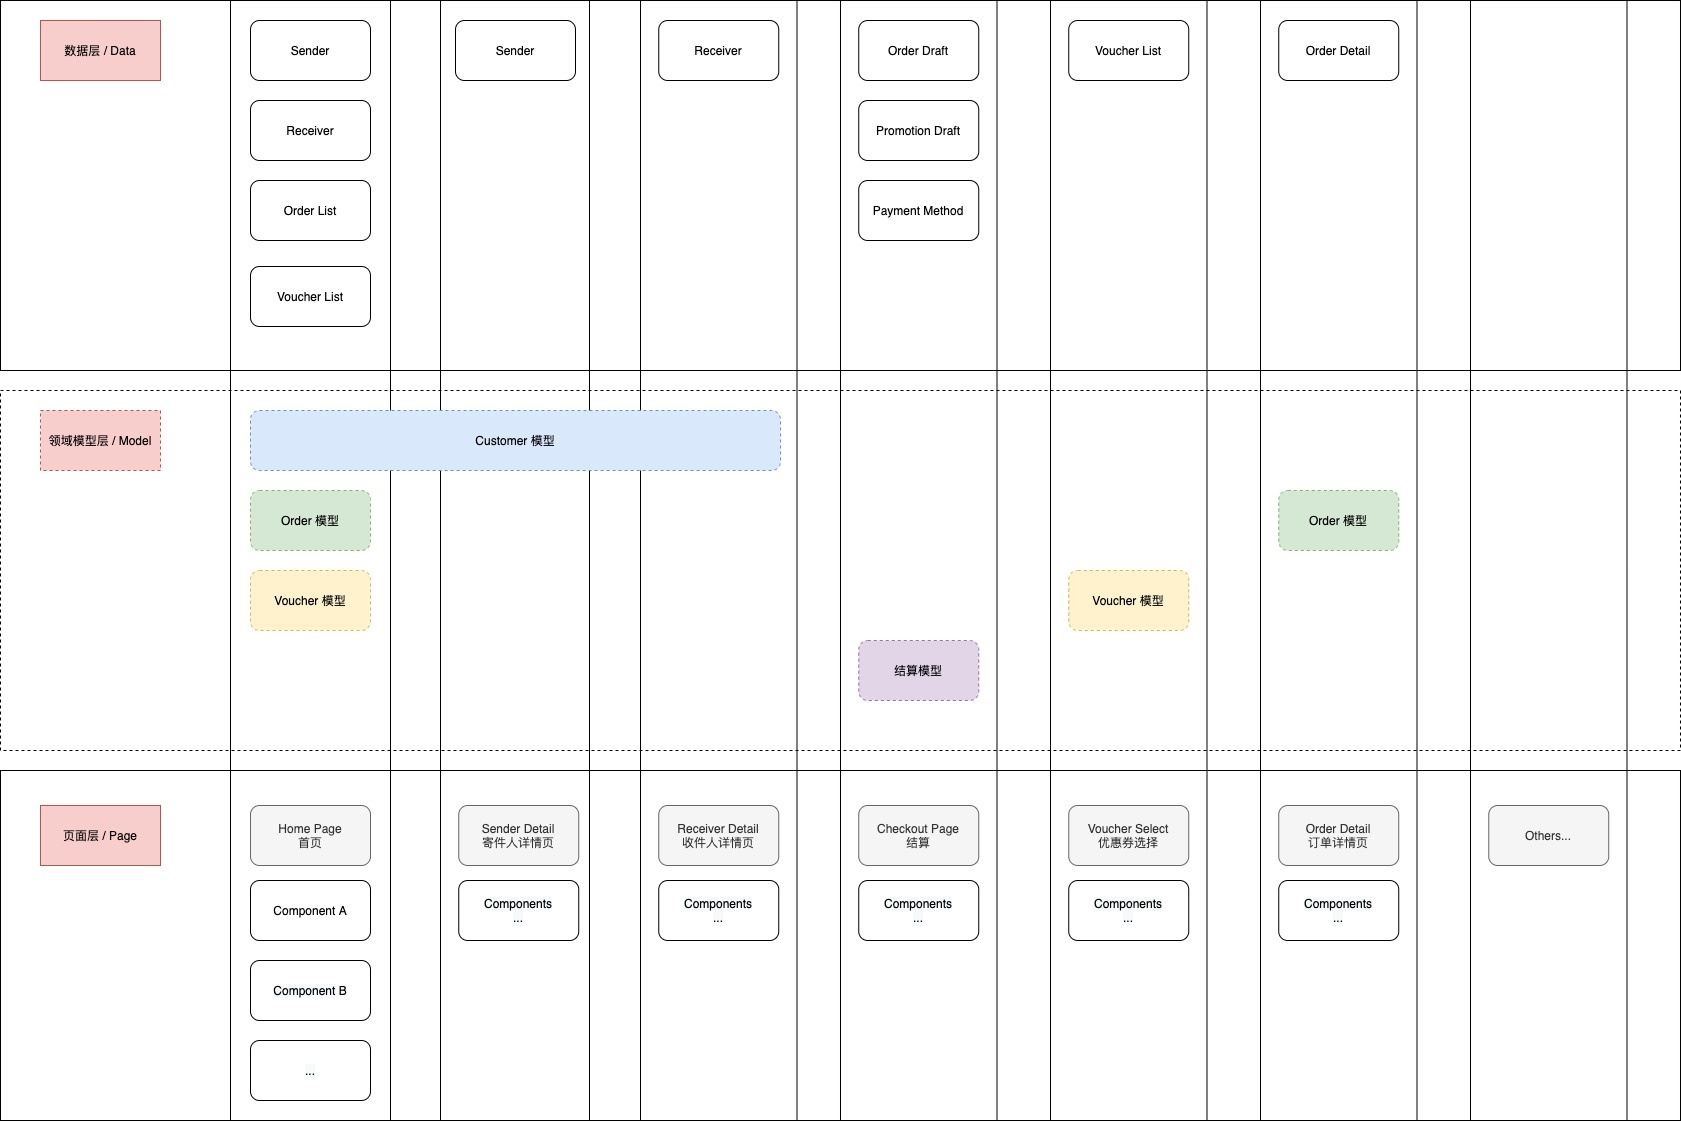 数据层 / Data
Sender
Sender
Receiver
Order Draft
Voucher List
Order Detail
Receiver
Promotion Draft
Order List
Payment Method
Voucher List
领域模型层 / Model
Customer 模型
Order 模型
Order 模型
Voucher 模型
Voucher 模型
结算模型
页面层 / Page
Home Page
首页
Sender Detail
寄件人详情页
Receiver Detail
收件人详情页
Checkout Page
结算
Voucher Select
优惠券选择
Order Detail
订单详情页
Others...
Component A
Components
...
Components
...
Components
...
Components
...
Components
...
Component B
...